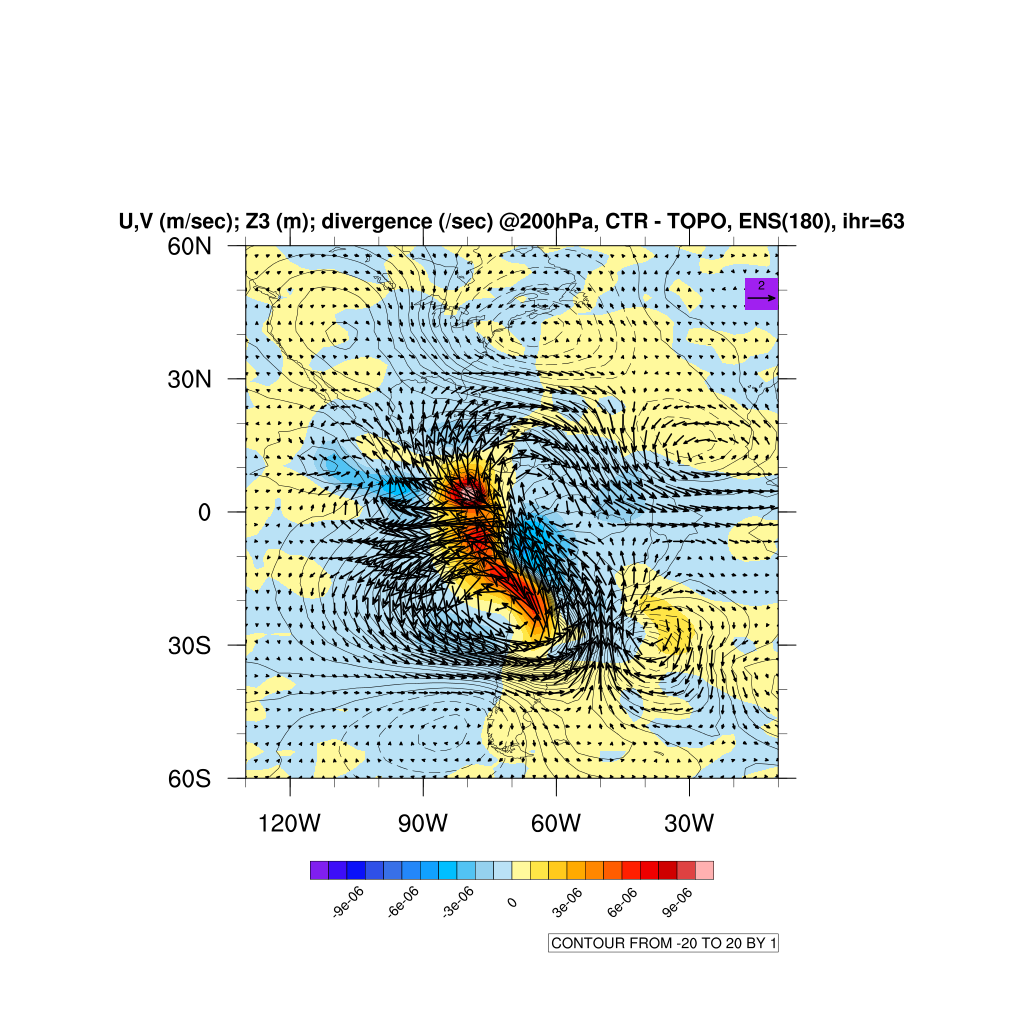 U,V (m/sec); Z3 (m); divergence (/sec) @200hPa, CTR - TOPO, ENS(180), ihr=63
60N
2
30N
0
30S
60S
120W 90W 60W 30W
-9e-06 -6e-06 -3e-06 0 3e-06 6e-06 9e-06
CONTOUR FROM -20 TO 20 BY 1